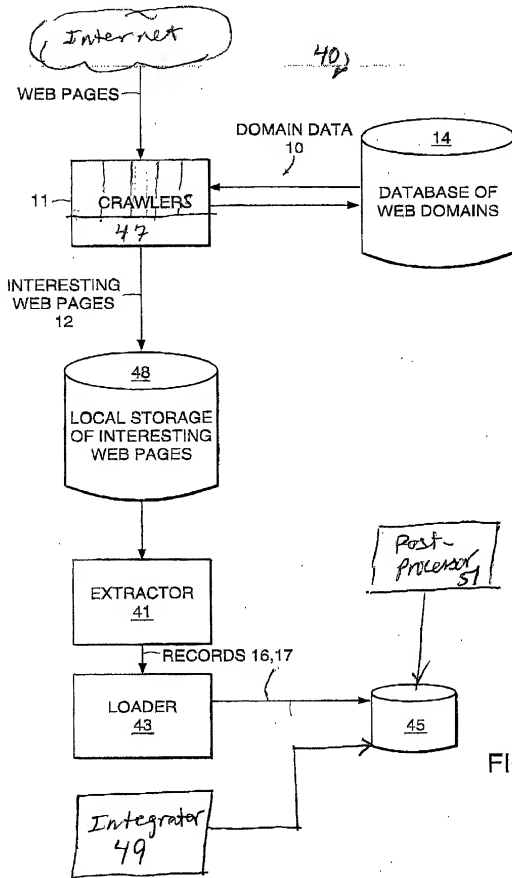 Internet
40
WEB PAGES
DOMAIN DATA
10
14
DATABASE OF
WEB DOMAINS
11
CRAWLERS
47
INTERESTING
WEB PAGES
12
48
LOCAL STORAGE
OF INTERESTING
WEB PAGES
Post-
Processor
51
EXTRACTOR
41
RECORDS 16,17
LOADER
43
45
FI
Integrator
49